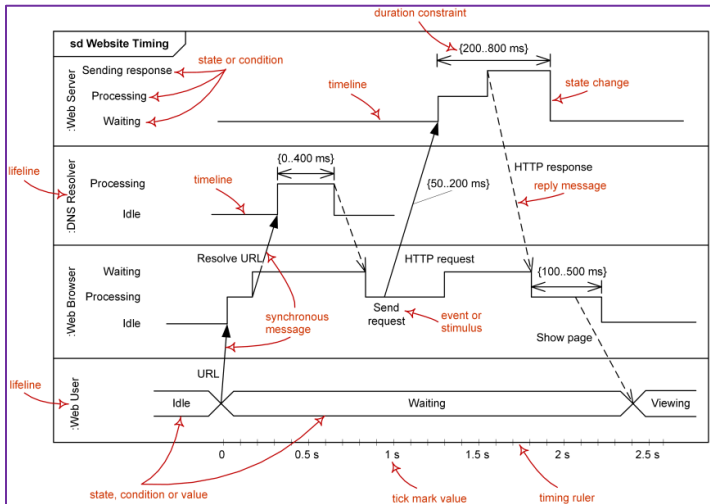 duration constraint
sd Website Timing
{200..800 ms}
state or condition
Sending response
state change
Processing
timeline
Waiting
:Web Server
lifeline
{0..400 ms}
HTTP response
Processing
{50..200 ms}
reply message
timeline
Idle
:DNS Resolver
Resolve URL
HTTP request
Waiting
{100..500 ms}
Processing
Send
request
event or
stimulus
synchronous
message
Idle
Show page
:Web Browser
lifeline
URL
Idle
Waiting
Viewing
:Web User
0
0.5 s
1 s
1.5 s
2 s
2.5 s
state, condition or value
tick mark value
timing ruler